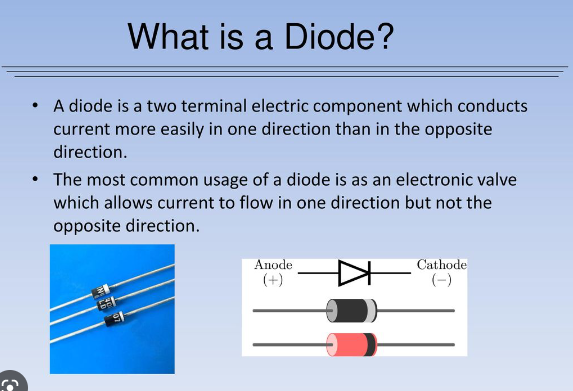 What is a Diode?
• A diode is a two terminal electric component which conducts
current more easily in one direction than in the opposite
direction.
• The most common usage of a diode is as an electronic valve
which allows current to flow in one direction but not the
opposite direction.
Anode Cathode
(+) (−)